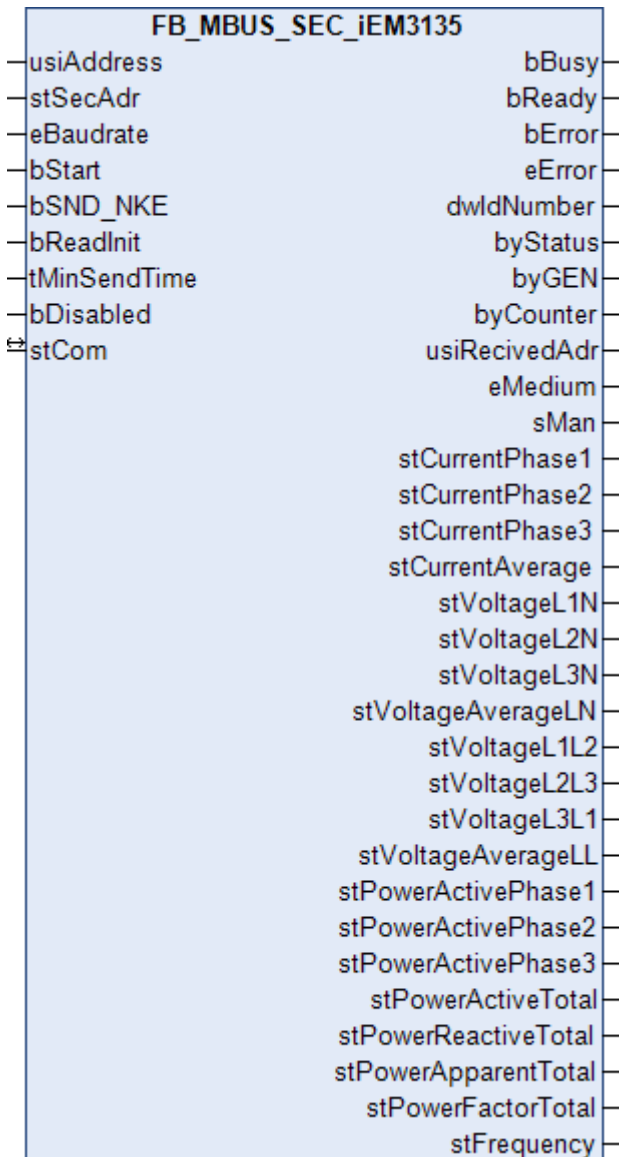 FB_MBUS_SEC_iEM3135
usiAddress bBusy
stSecAdr bReady
eBaudrate bError
bStart eError
bSND_NKE dwIdNumber
bReadInit byStatus
tMinSendTime byGEN
bDisabled byCounter
stCom usiRecivedAdr
eMedium
sMan
stCurrentPhase1
stCurrentPhase2
stCurrentPhase3
stCurrentAverage
stVoltageL1N
stVoltageL2N
stVoltageL3N
stVoltageAverageLN
stVoltageL1L2
stVoltageL2L3
stVoltageL3L1
stVoltageAverageLL
stPowerActivePhase1
stPowerActivePhase2
stPowerActivePhase3
stPowerActiveTotal
stPowerReactiveTotal
stPowerApparentTotal
stPowerFactorTotal
stFrequency